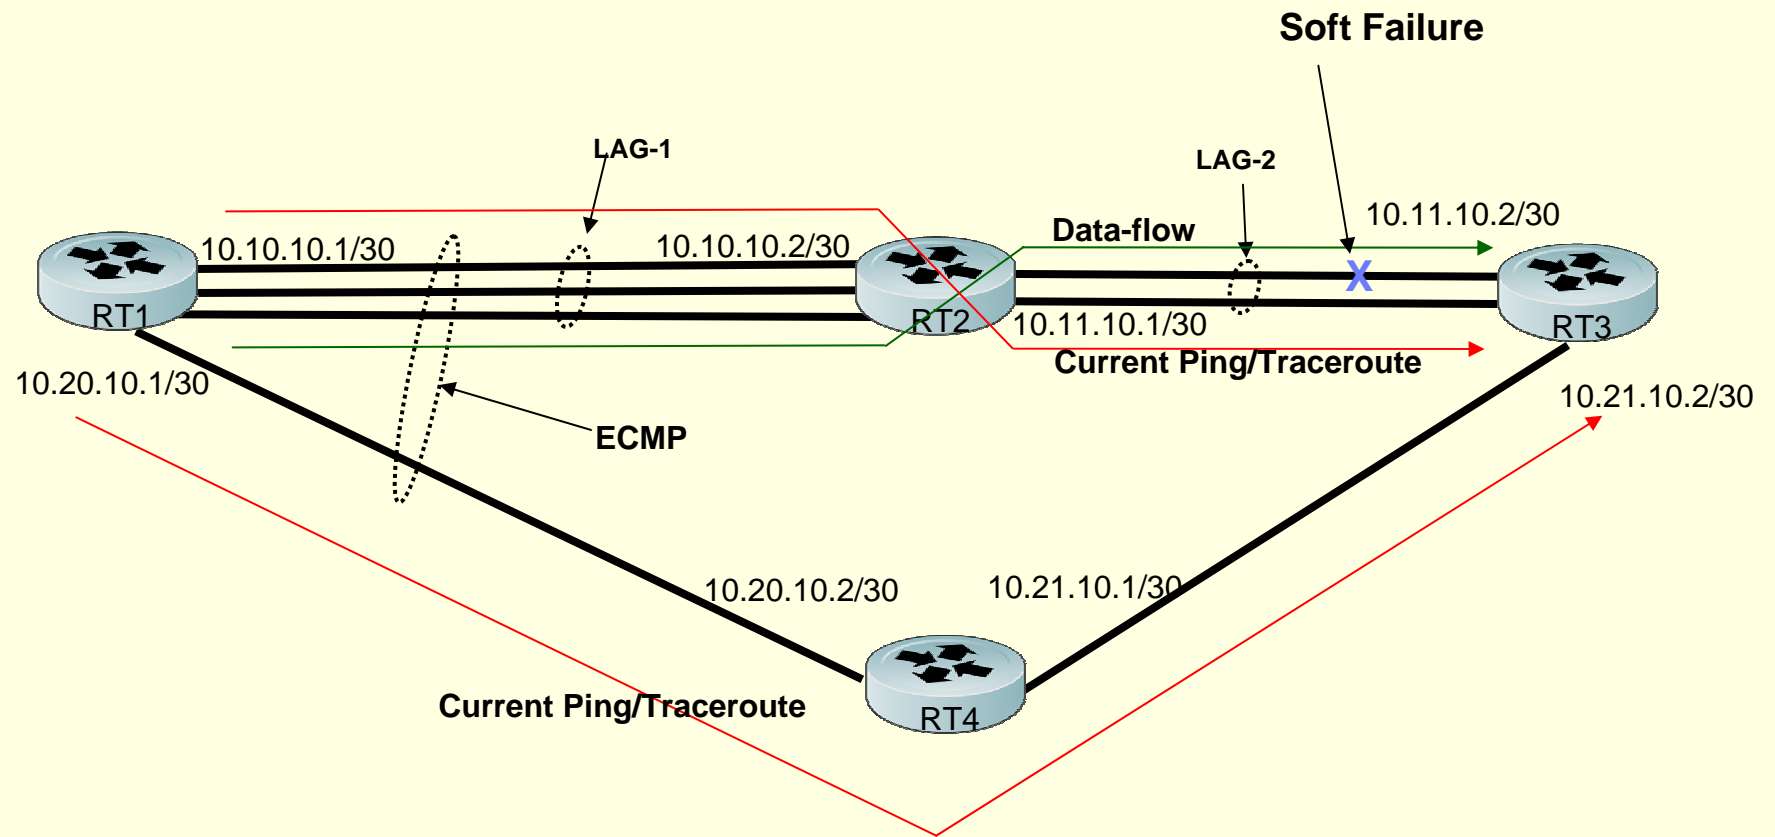 Soft Failure
LAG-1
LAG-2
10.11.10.2/30
Data-flow
10.10.10.1/30
10.10.10.2/30
RT1
RT2
10.11.10.1/30
RT3
Current Ping/Traceroute
10.20.10.1/30
10.21.10.2/30
ECMP
10.20.10.2/30
10.21.10.1/30
Current Ping/Traceroute
RT4
X